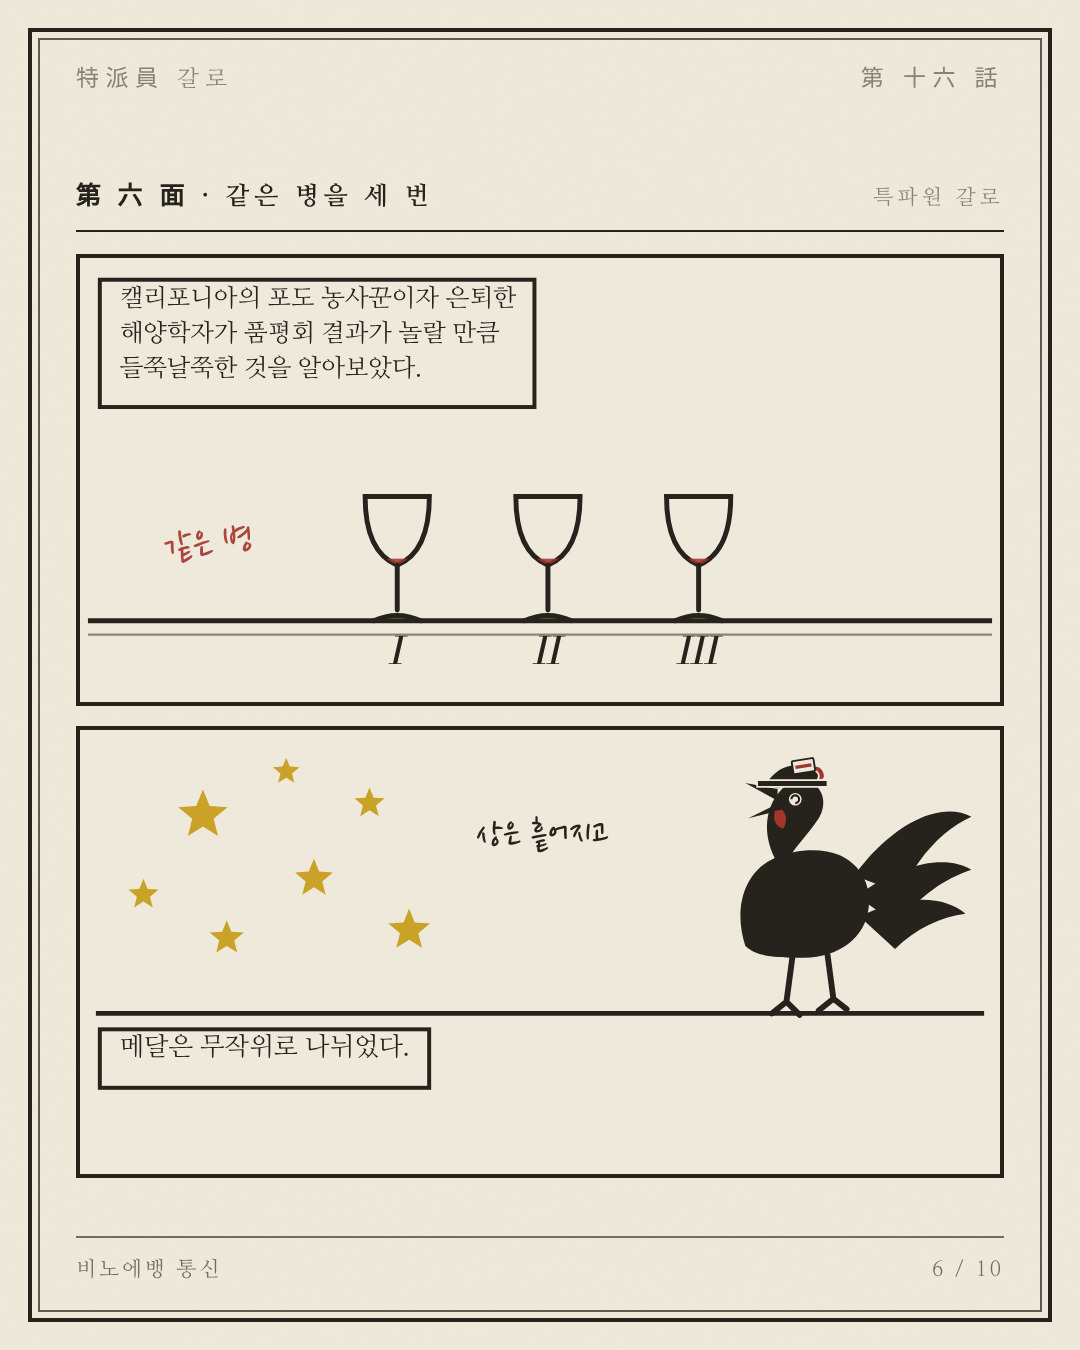 特派員 갈로
第 十六 話
第 六 面 · 같은 병을 세 번
특파원 갈로
캘리포니아의 포도 농사꾼이자 은퇴한
해양학자가 품평회 결과가 놀랄 만큼
들쭉날쭉한 것을 알아보았다.
같은 병
I II III
상은 흩어지고
메달은 무작위로 나뉘었다.
비노에뱅 통신
6 / 10